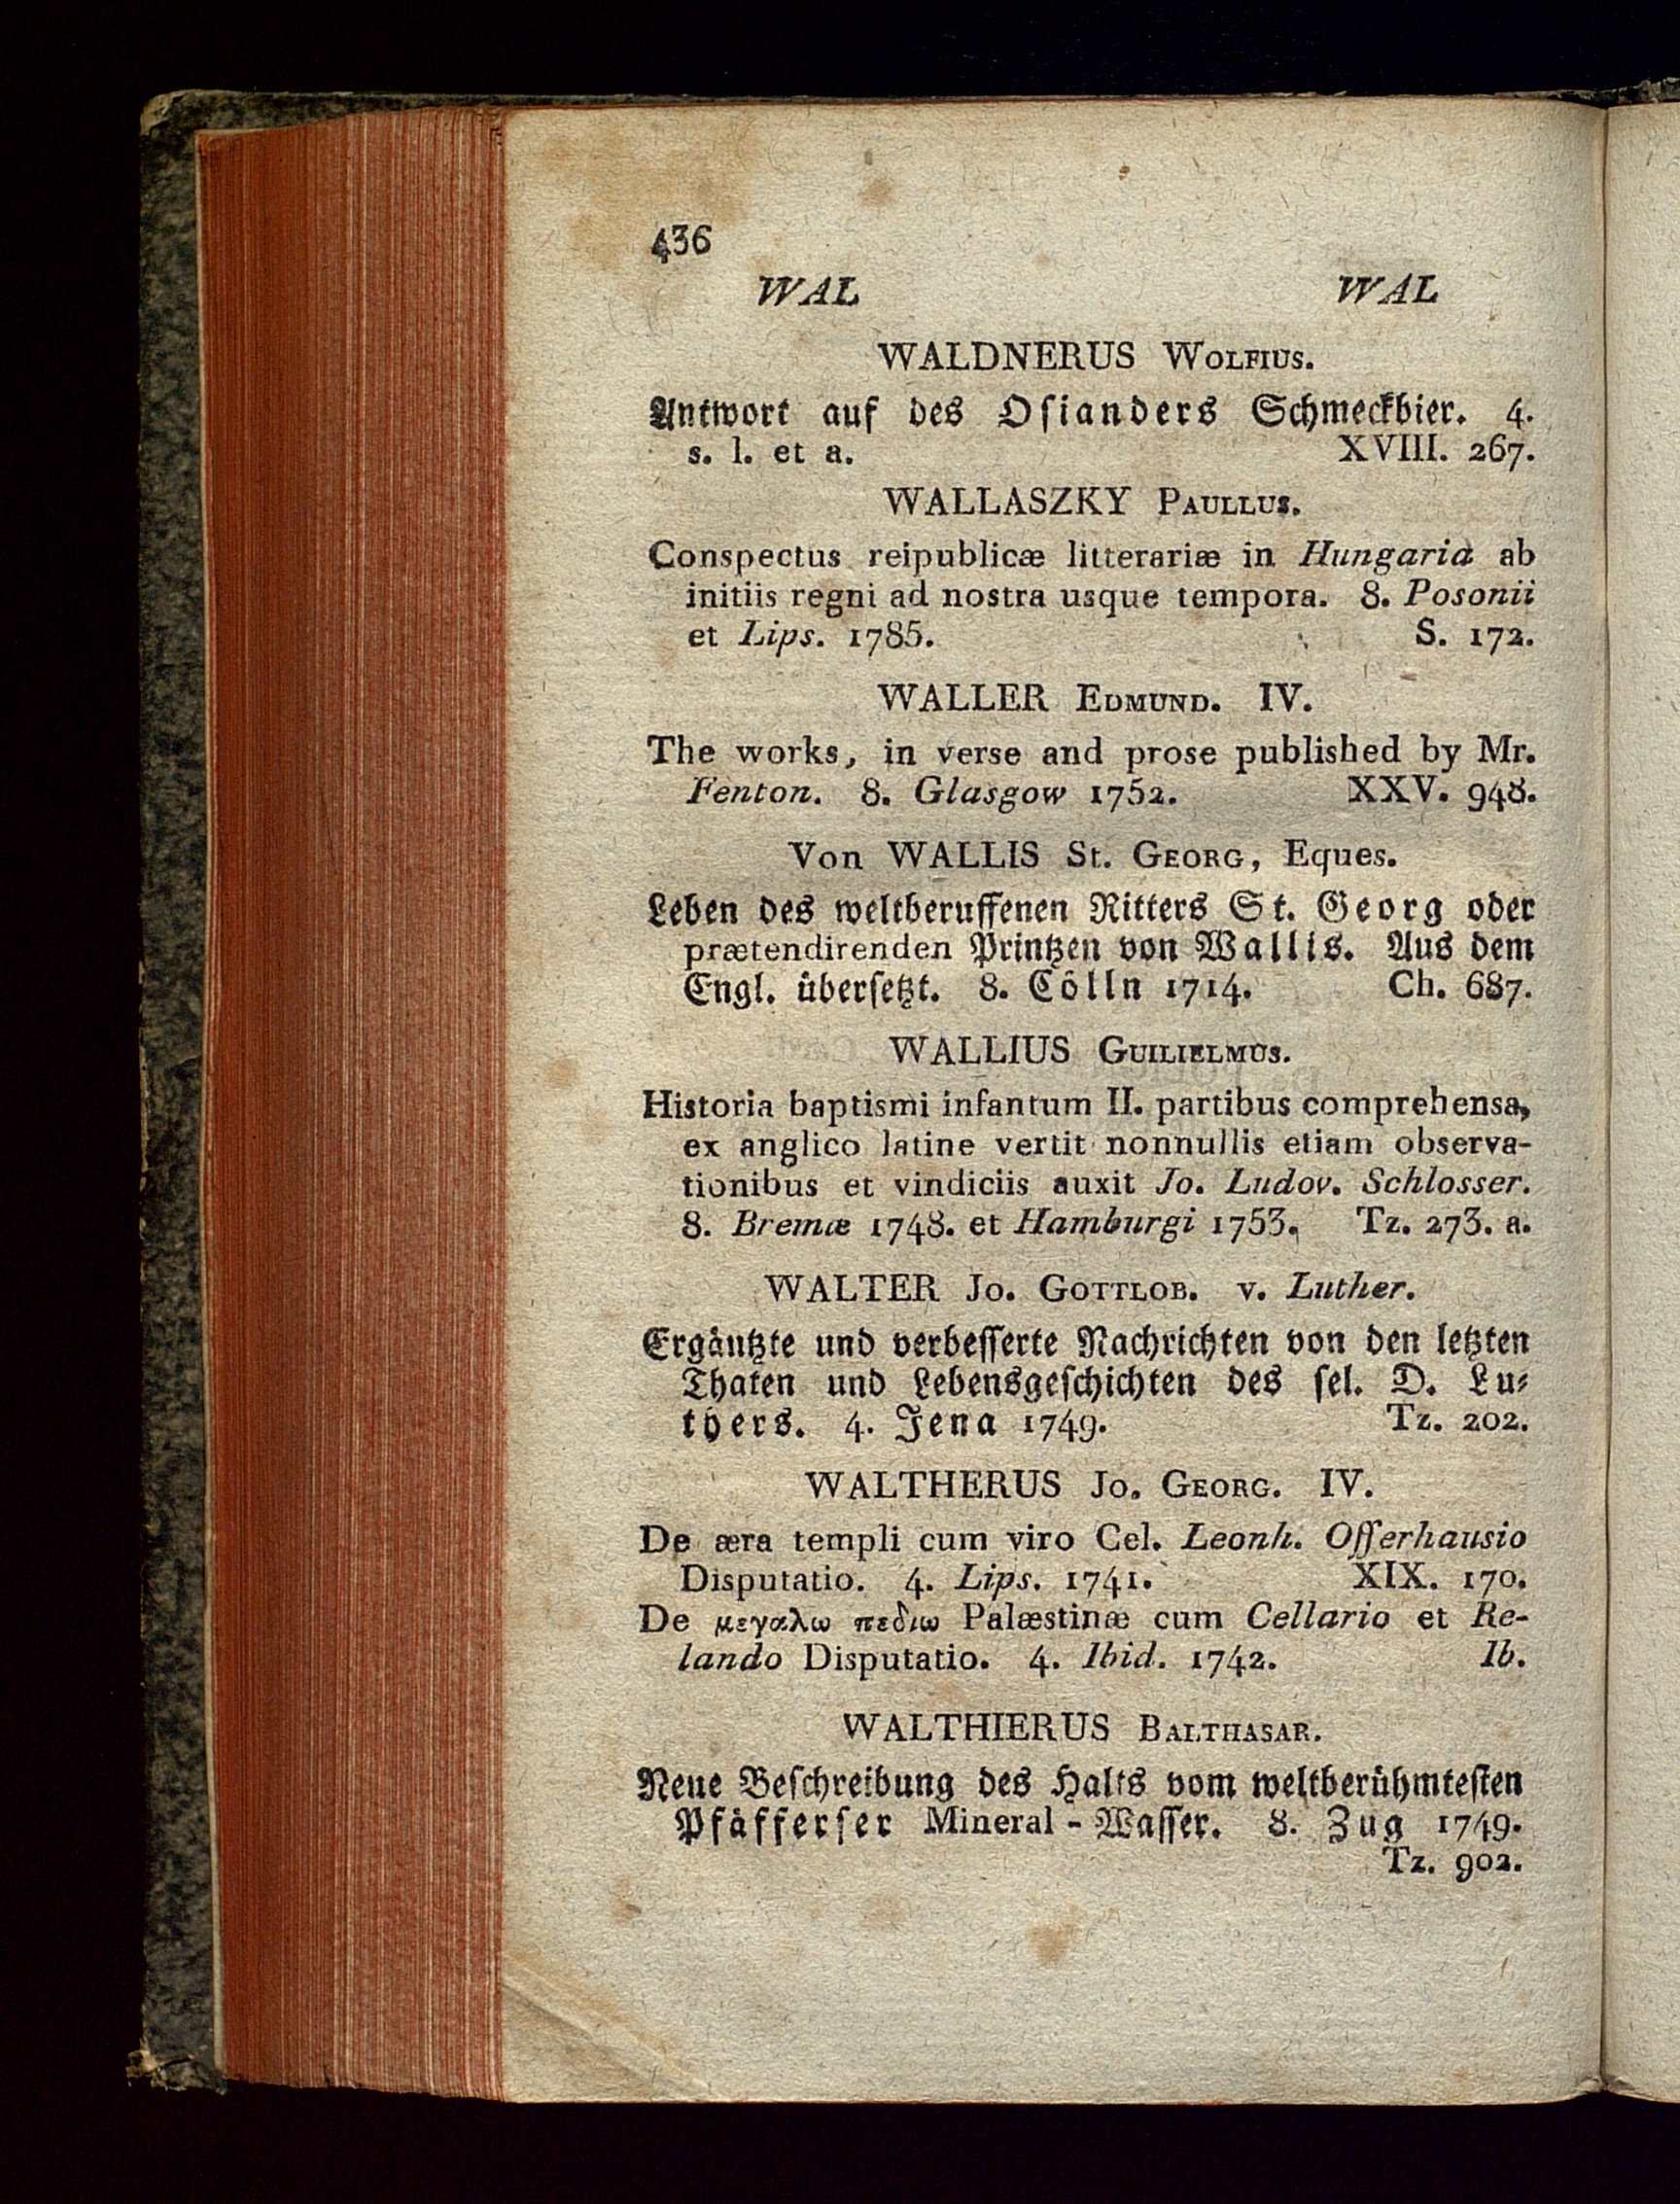 436
WAL WAL
WALDNERUS WOLFIUS.
Antwort auf des Osianders Schmeckbier. 4.
s. l. et a. XVIII. 267.
WALLASZKY PAULLUS.
Conspectus reipublicæ litterariæ in Hungaria ab
initiis regni ad nostra usque tempora. 8. Posonii
et Lips. 1785. S. 172.
WALLER EDMUND. IV.
The works, in verse and prose published by Mr.
Fenton. 8. Glasgow 1752. XXV. 948.
Von WALLIS St. GEORG, Eques.
Leben des weltberuffenen Ritters St. Georg oder
prætendirenden Printzen von Wallis. Aus dem
Engl. übersetzt. 8. Cölln 1714. Ch. 687.
WALLIUS GUILIELMUS.
Historia baptismi infantum II. partibus comprehensa,
ex anglico latine vertit nonnullis etiam observa-
tionibus et vindiciis auxit Jo. Ludov. Schlosser.
8. Bremæ 1748. et Hamburgi 1753. Tz. 273. a.
WALTER JO. GOTTLOB. v. Luther.
Ergäntzte und verbesserte Nachrichten von den letzten
Thaten und Lebensgeschichten des sel. D. Lu-
thers. 4. Jena 1749. Tz. 202.
WALTHERUS JO. GEORG. IV.
De æra templi cum viro Cel. Leonh. Offerhausio
Disputatio. 4. Lips. 1741. XIX. 170.
De μεγαλω πεδιω Palæstinæ cum Cellario et Re-
lando Disputatio. 4. Ibid. 1742. Ib.
WALTHIERUS BALTHASAR.
Neue Beschreibung des Halts vom weltberühmtesten
Pfäfferser Mineral-Wasser. 8. Zug 1749.
Tz. 902.